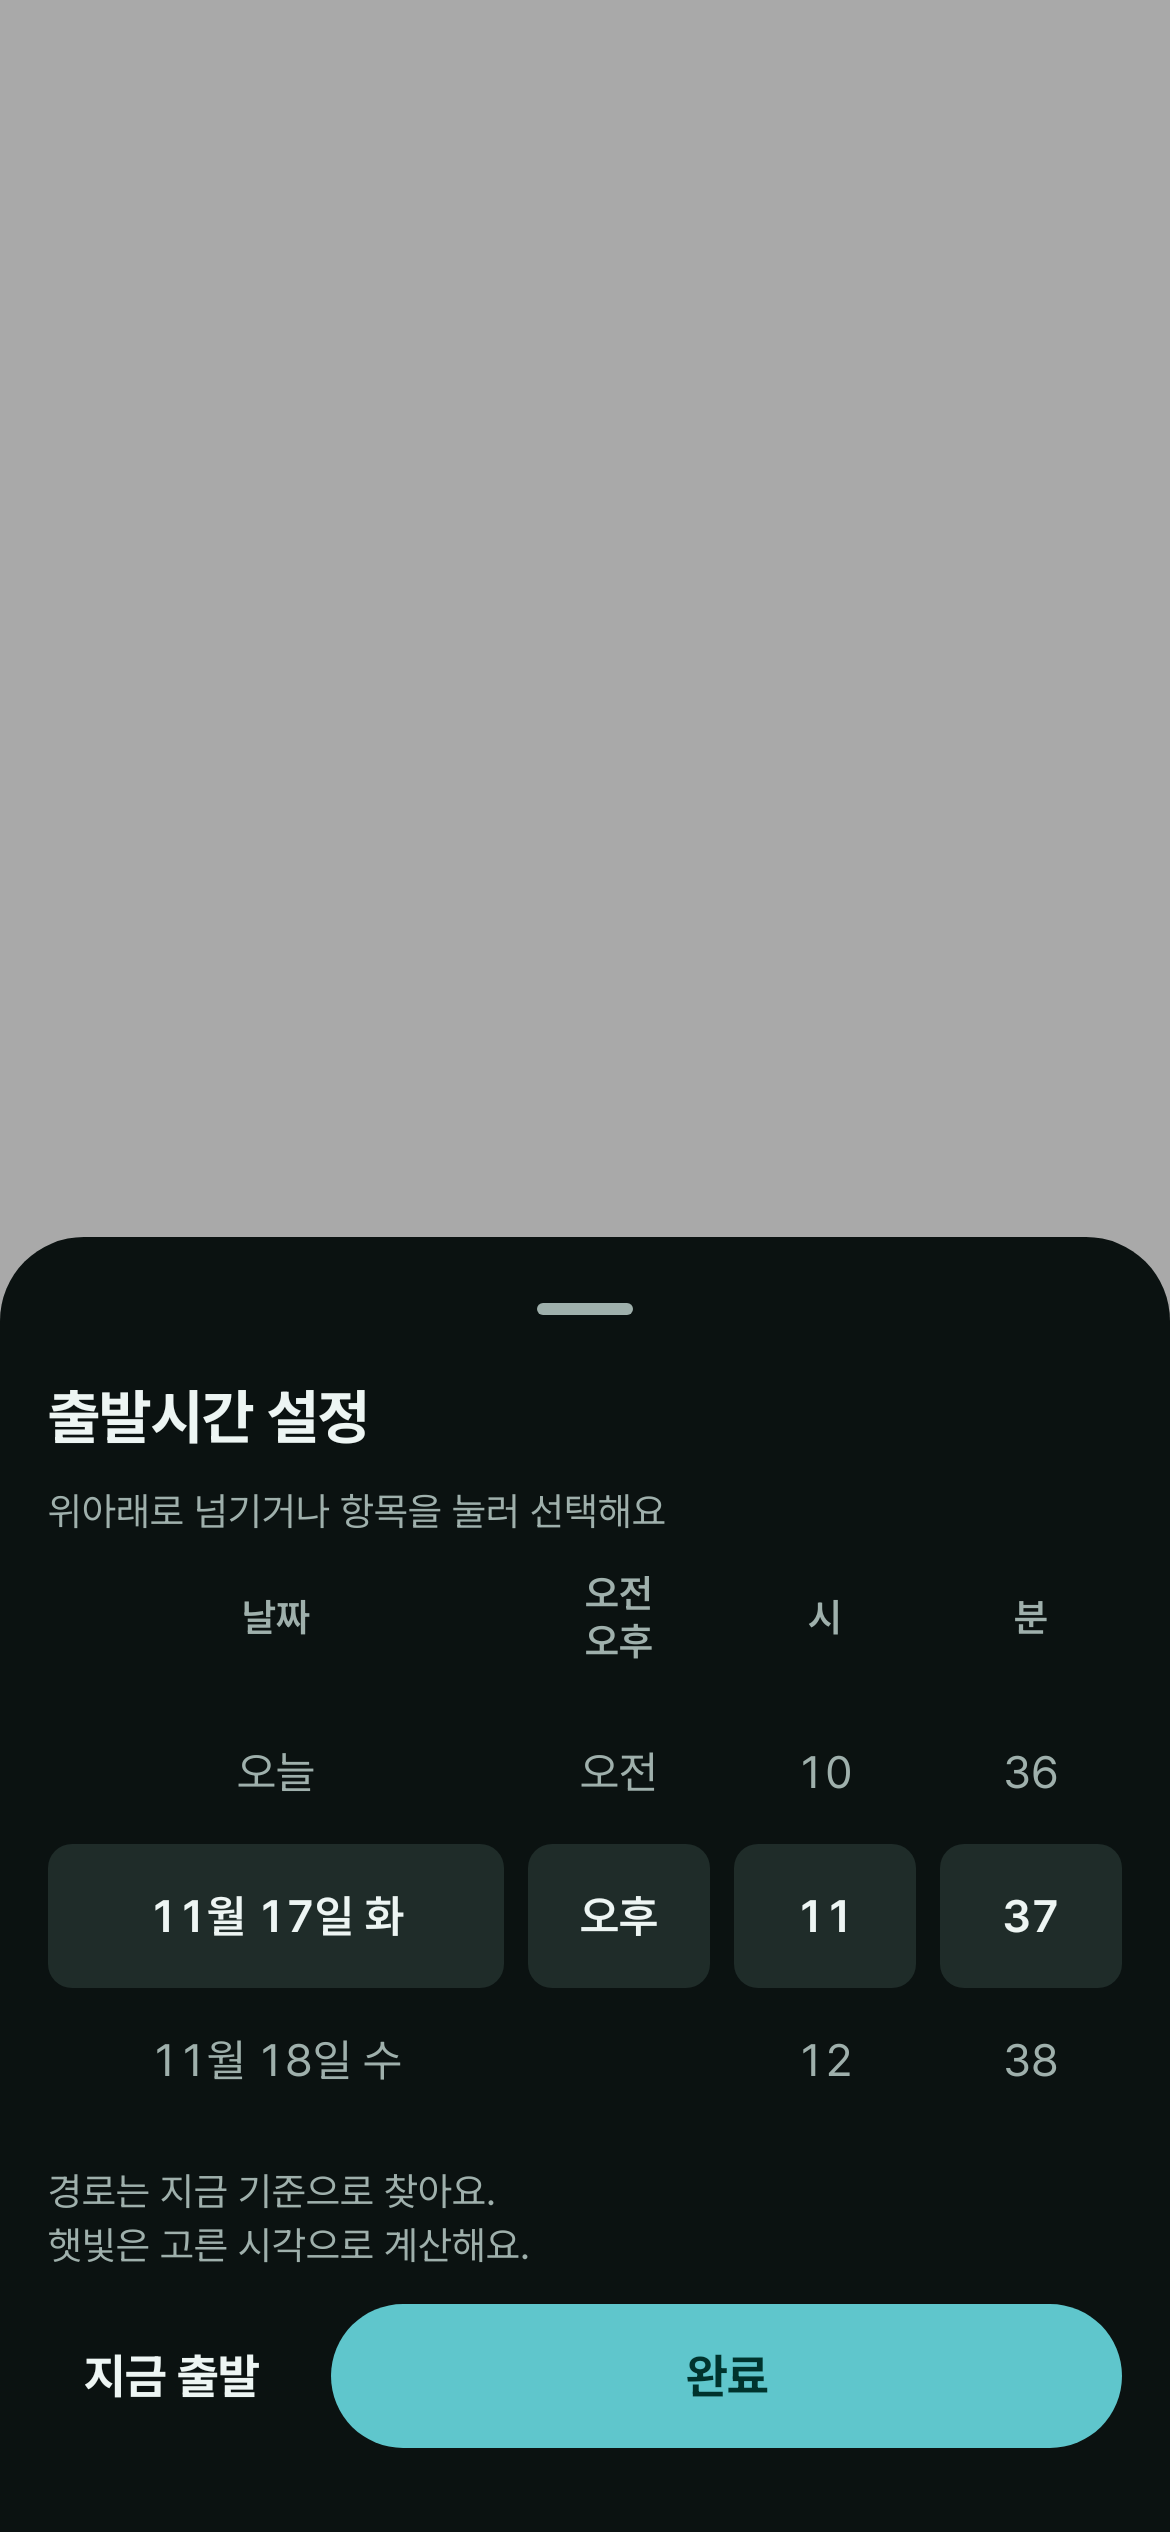 출발시간 설정
위아래로 넘기거나 항목을 눌러 선택해요
날짜 오전 오후 시 분
오늘 오전 10 36
11월 17일 화 오후 11 37
11월 18일 수 12 38
경로는 지금 기준으로 찾아요.
햇빛은 고른 시각으로 계산해요.
지금 출발 완료